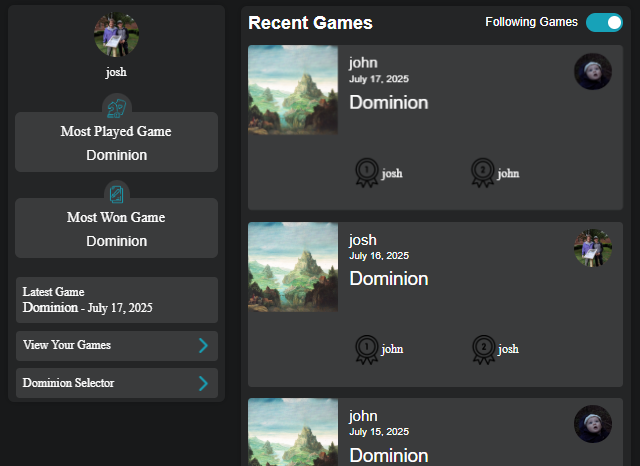 josh
Most Played Game
Dominion
Most Won Game
Dominion
Latest Game
Dominion - July 17, 2025
View Your Games
Dominion Selector
Recent Games
Following Games
john
July 17, 2025
Dominion
1 josh
2 john
josh
July 16, 2025
Dominion
1 john
2 josh
john
July 15, 2025
Dominion